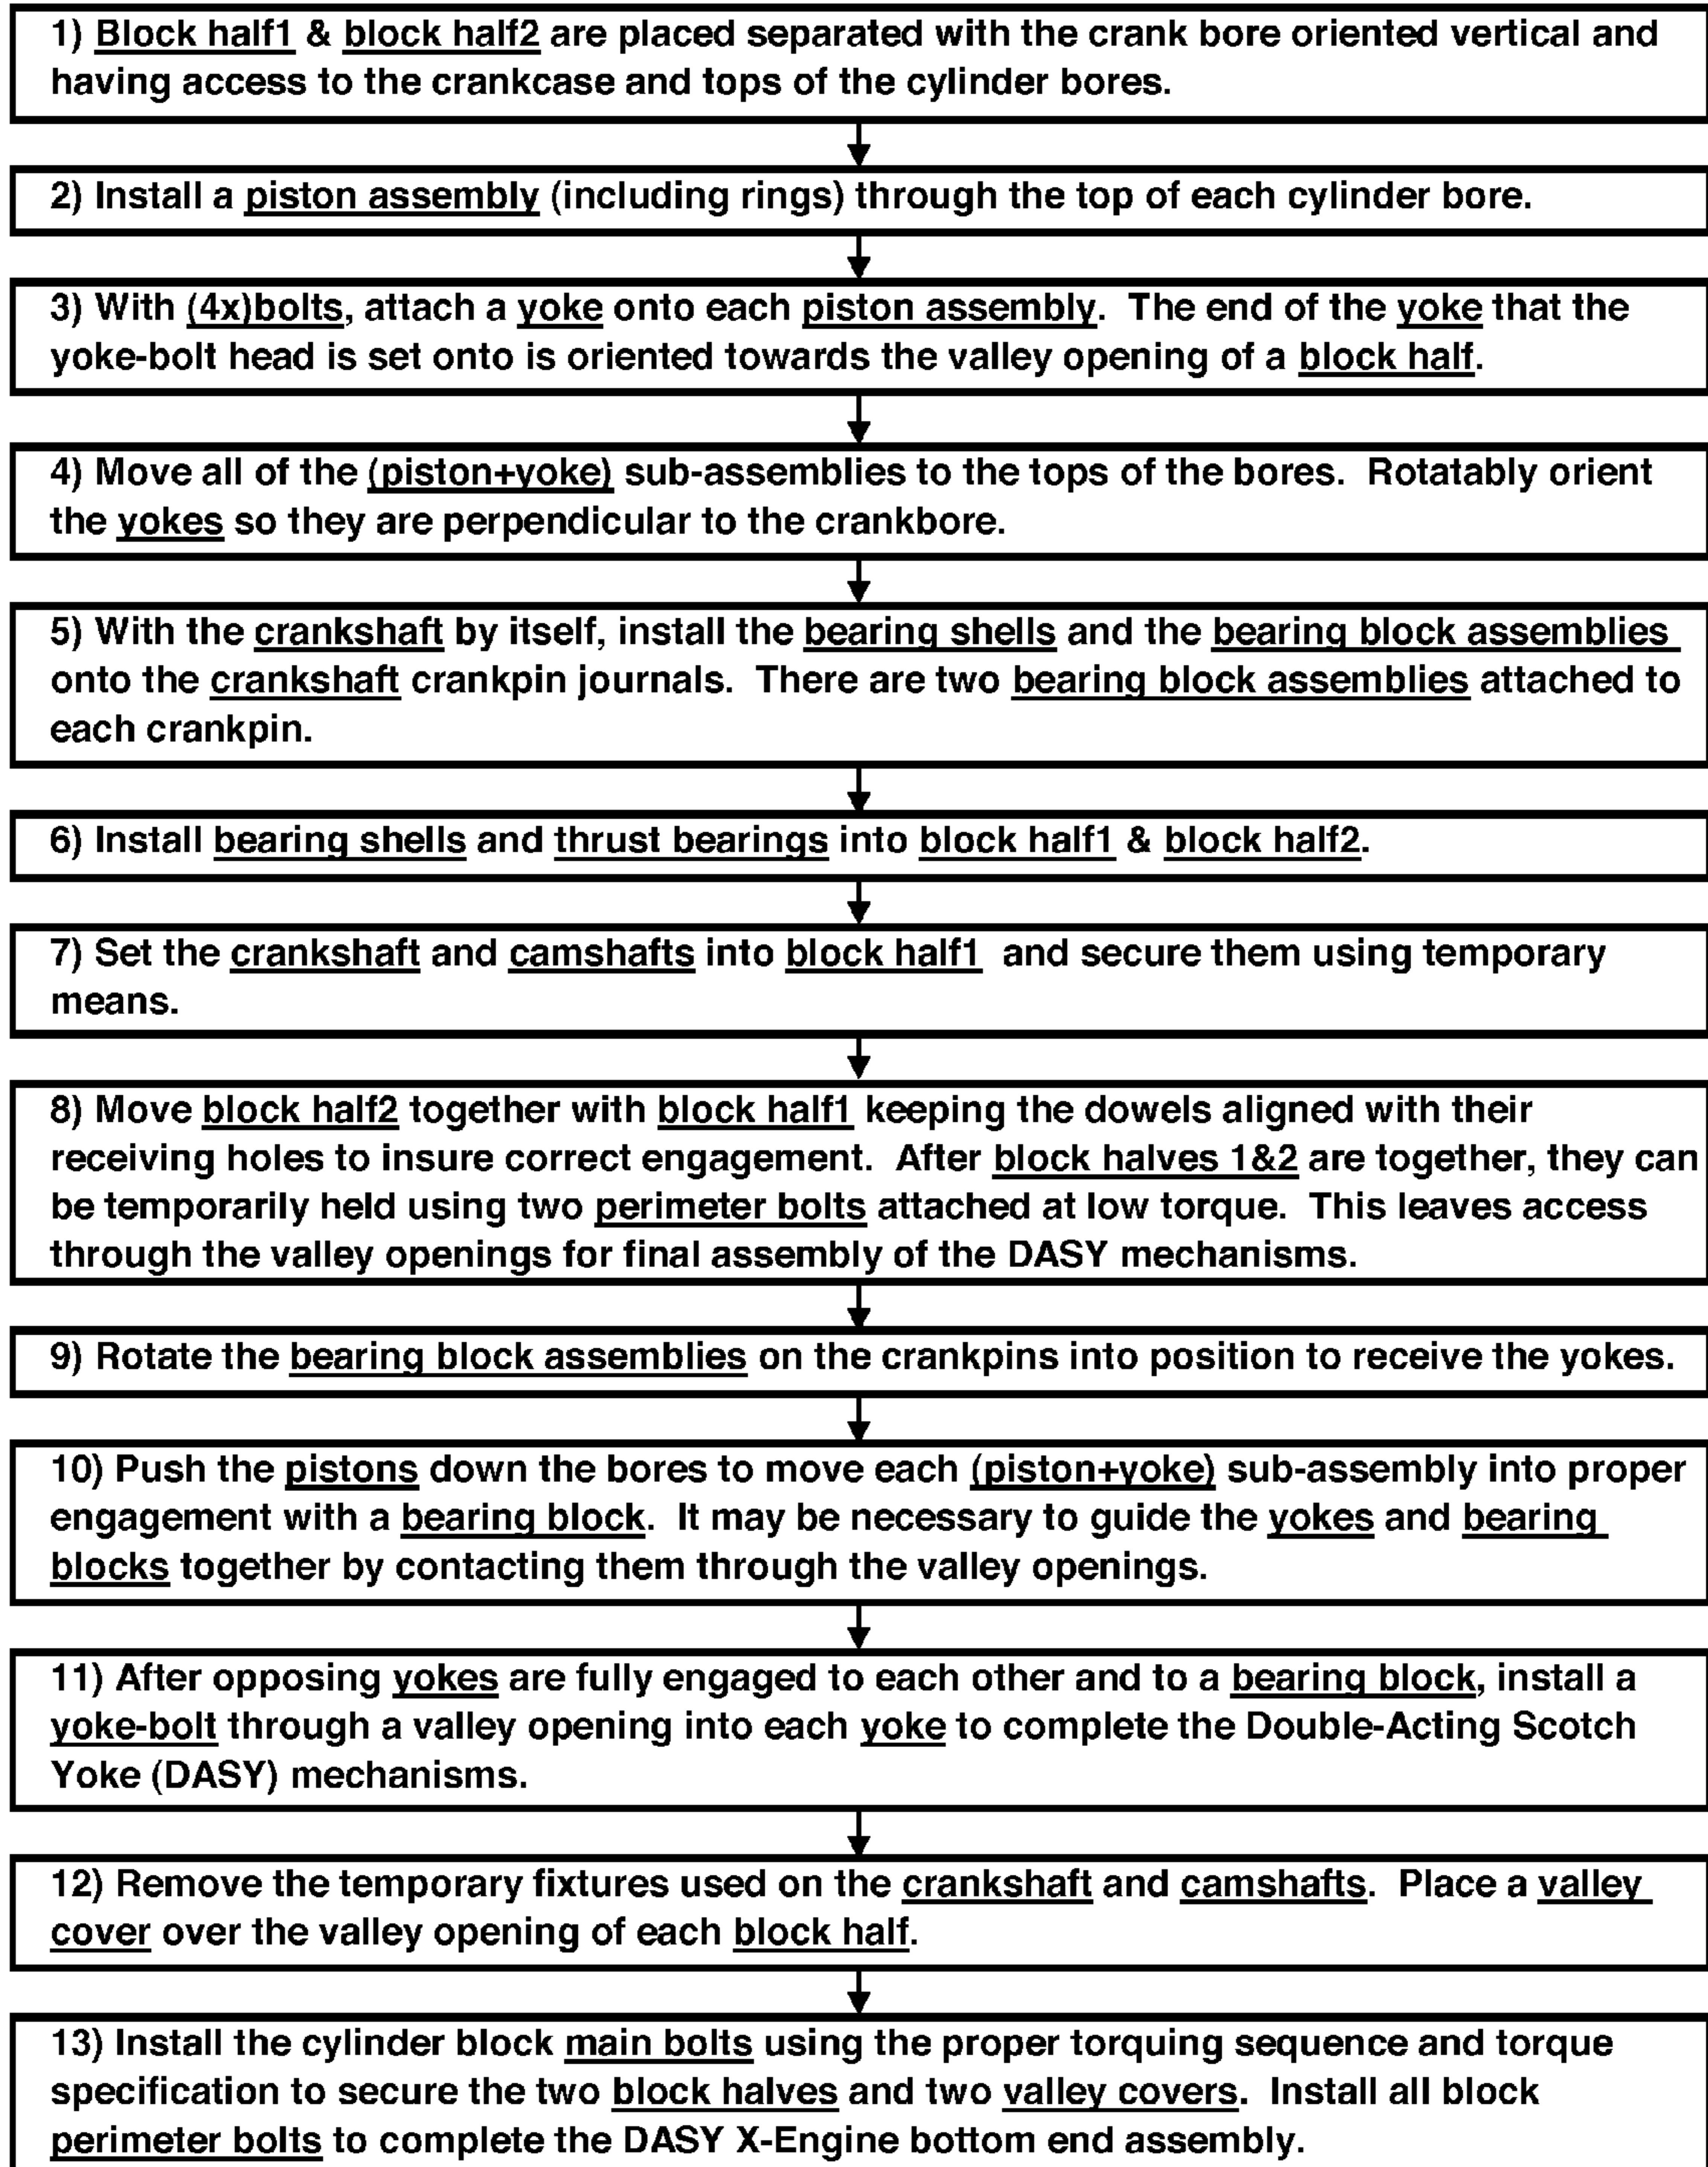 1) Block half1 & block half2 are placed separated with the crank bore oriented vertical and
having access to the crankcase and tops of the cylinder bores.
2) Install a piston assembly (including rings) through the top of each cylinder bore.
3) With (4x)bolts, attach a yoke onto each piston assembly.  The end of the yoke that the
yoke-bolt head is set onto is oriented towards the valley opening of a block half.
4) Move all of the (piston+yoke) sub-assemblies to the tops of the bores.  Rotatably orient
the yokes so they are perpendicular to the crankbore.
5) With the crankshaft by itself, install the bearing shells and the bearing block assemblies
onto the crankshaft crankpin journals.  There are two bearing block assemblies attached to
each crankpin.
6) Install bearing shells and thrust bearings into block half1 & block half2.
7) Set the crankshaft and camshafts into block half1  and secure them using temporary
means.
8) Move block half2 together with block half1 keeping the dowels aligned with their
receiving holes to insure correct engagement.  After block halves 1&2 are together, they can
be temporarily held using two perimeter bolts attached at low torque.  This leaves access
through the valley openings for final assembly of the DASY mechanisms.
9) Rotate the bearing block assemblies on the crankpins into position to receive the yokes.
10) Push the pistons down the bores to move each (piston+yoke) sub-assembly into proper
engagement with a bearing block.  It may be necessary to guide the yokes and bearing
blocks together by contacting them through the valley openings.
11) After opposing yokes are fully engaged to each other and to a bearing block, install a
yoke-bolt through a valley opening into each yoke to complete the Double-Acting Scotch
Yoke (DASY) mechanisms.
12) Remove the temporary fixtures used on the crankshaft and camshafts.  Place a valley
cover over the valley opening of each block half.
13) Install the cylinder block main bolts using the proper torquing sequence and torque
specification to secure the two block halves and two valley covers.  Install all block
perimeter bolts to complete the DASY X-Engine bottom end assembly.